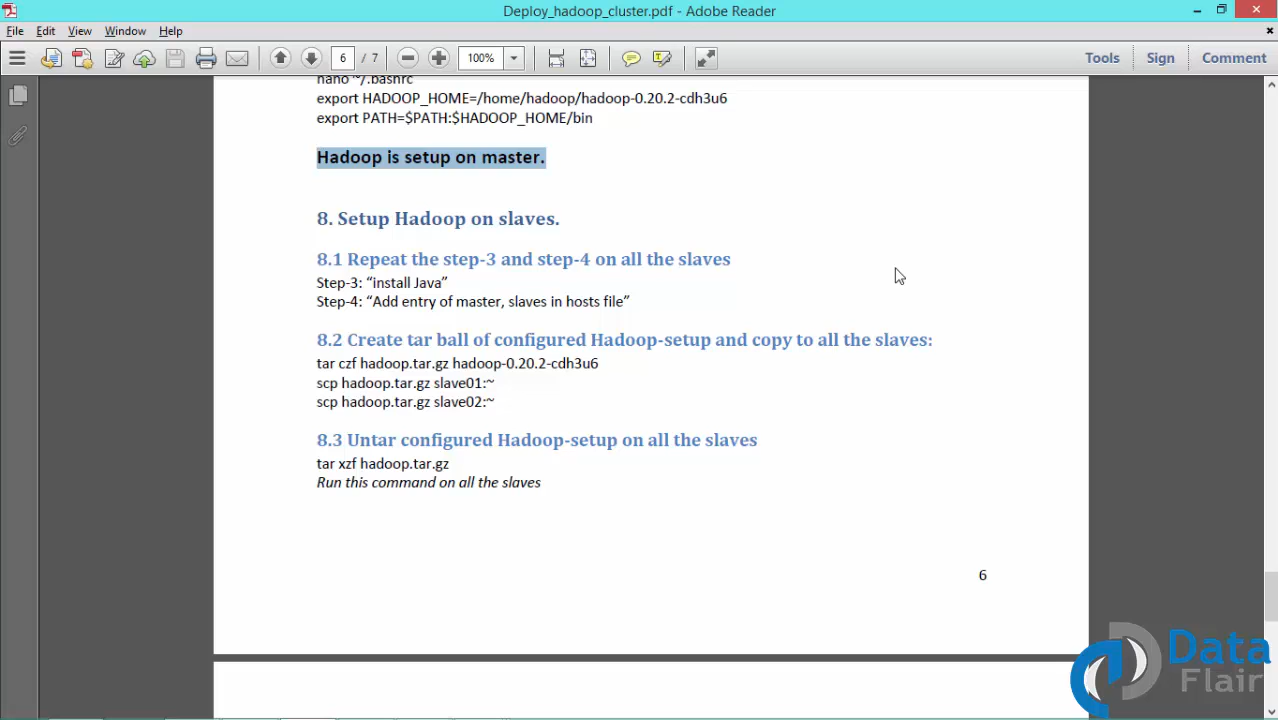 Deploy_hadoop_cluster.pdf - Adobe Reader
File Edit View Window Help
6 / 7 100% Tools Sign Comment
nano ~/.bashrc
export HADOOP_HOME=/home/hadoop/hadoop-0.20.2-cdh3u6
export PATH=$PATH:$HADOOP_HOME/bin
Hadoop is setup on master.
8. Setup Hadoop on slaves.
8.1 Repeat the step-3 and step-4 on all the slaves
Step-3: “install Java”
Step-4: “Add entry of master, slaves in hosts file”
8.2 Create tar ball of configured Hadoop-setup and copy to all the slaves:
tar czf hadoop.tar.gz hadoop-0.20.2-cdh3u6
scp hadoop.tar.gz slave01:~
scp hadoop.tar.gz slave02:~
8.3 Untar configured Hadoop-setup on all the slaves
tar xzf hadoop.tar.gz
Run this command on all the slaves
6
Data
Flair